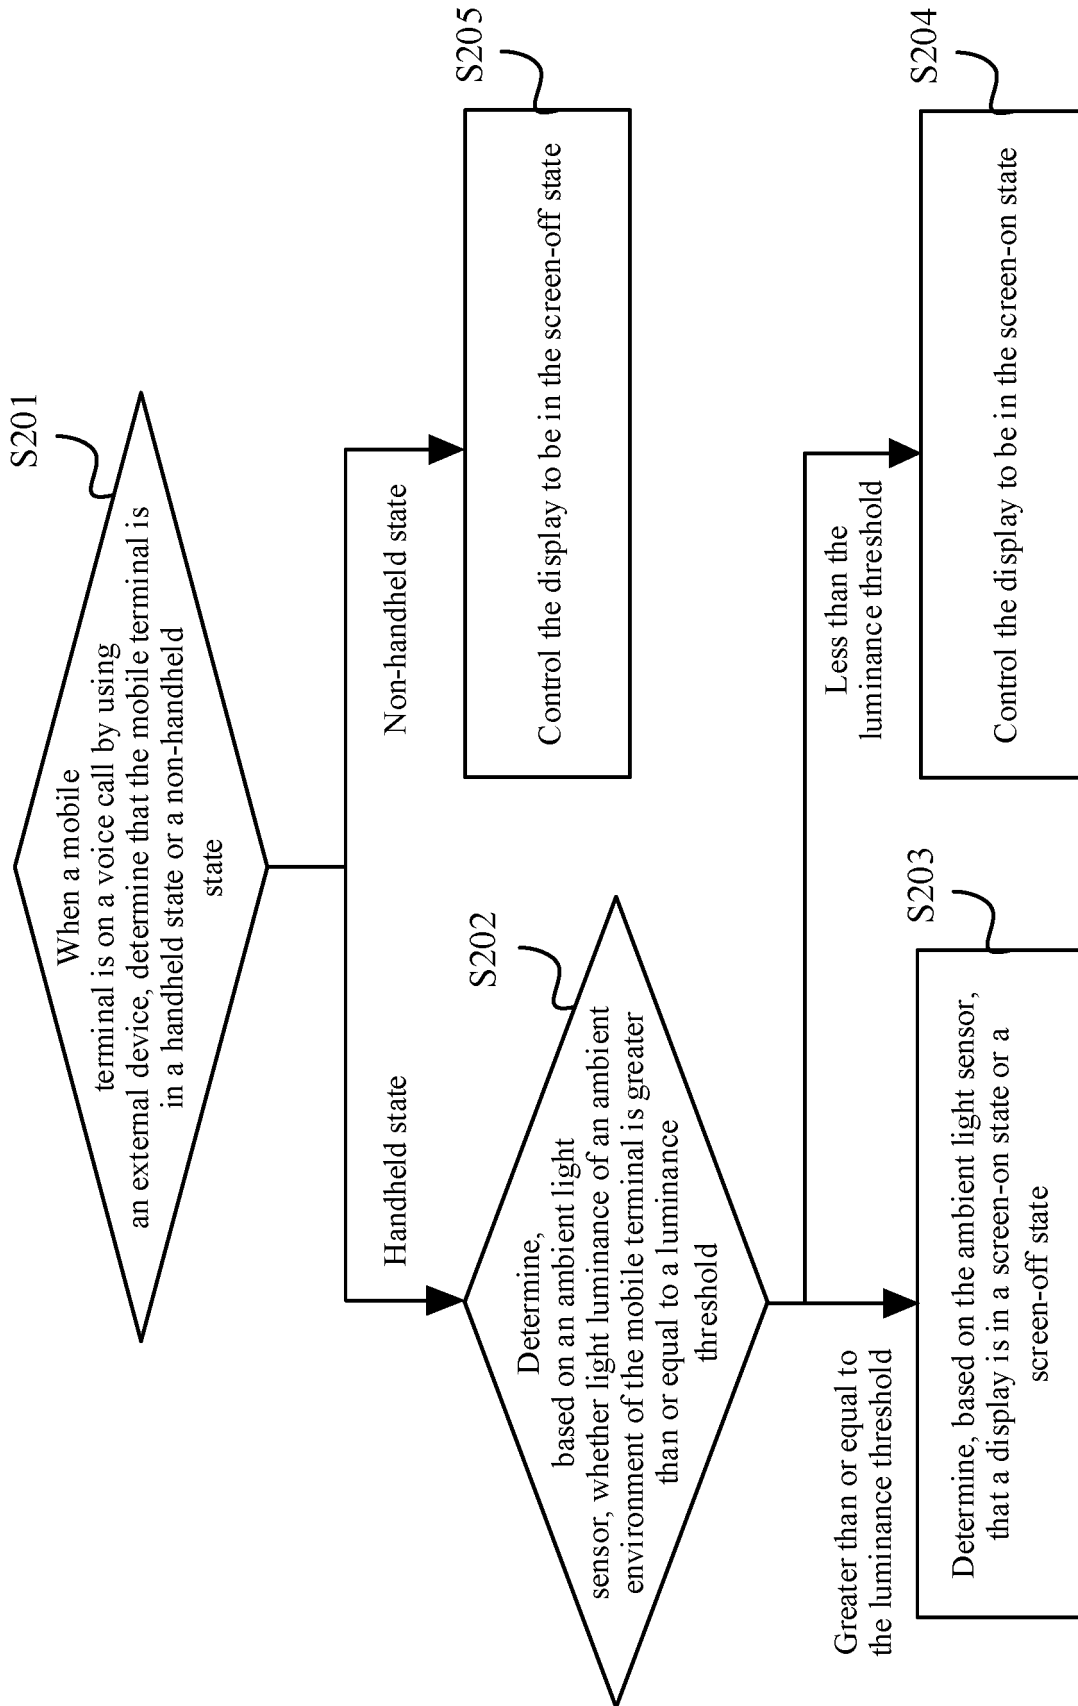 S201
When a mobile
terminal is on a voice call by using
an external device, determine that the mobile terminal is
in a handheld state or a non-handheld
state
Handheld state
Non-handheld state
S202
Determine,
based on an ambient light
sensor, whether light luminance of an ambient
environment of the mobile terminal is greater
than or equal to a luminance
threshold
S205
Control the display to be in the screen-off state
Greater than or equal to
the luminance threshold
Less than the
luminance threshold
S203
Determine, based on the ambient light sensor,
that a display is in a screen-on state or a
screen-off state
S204
Control the display to be in the screen-on state